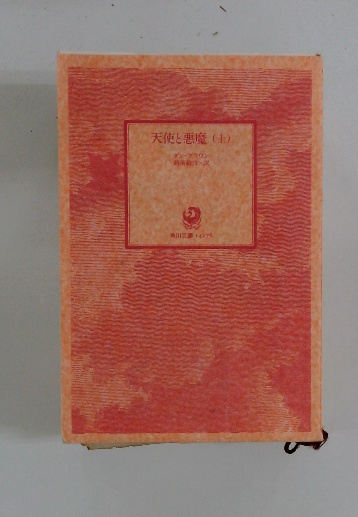 天使と悪魔（上）
ダン・ブラウン
越前敏弥＝訳
角川文庫